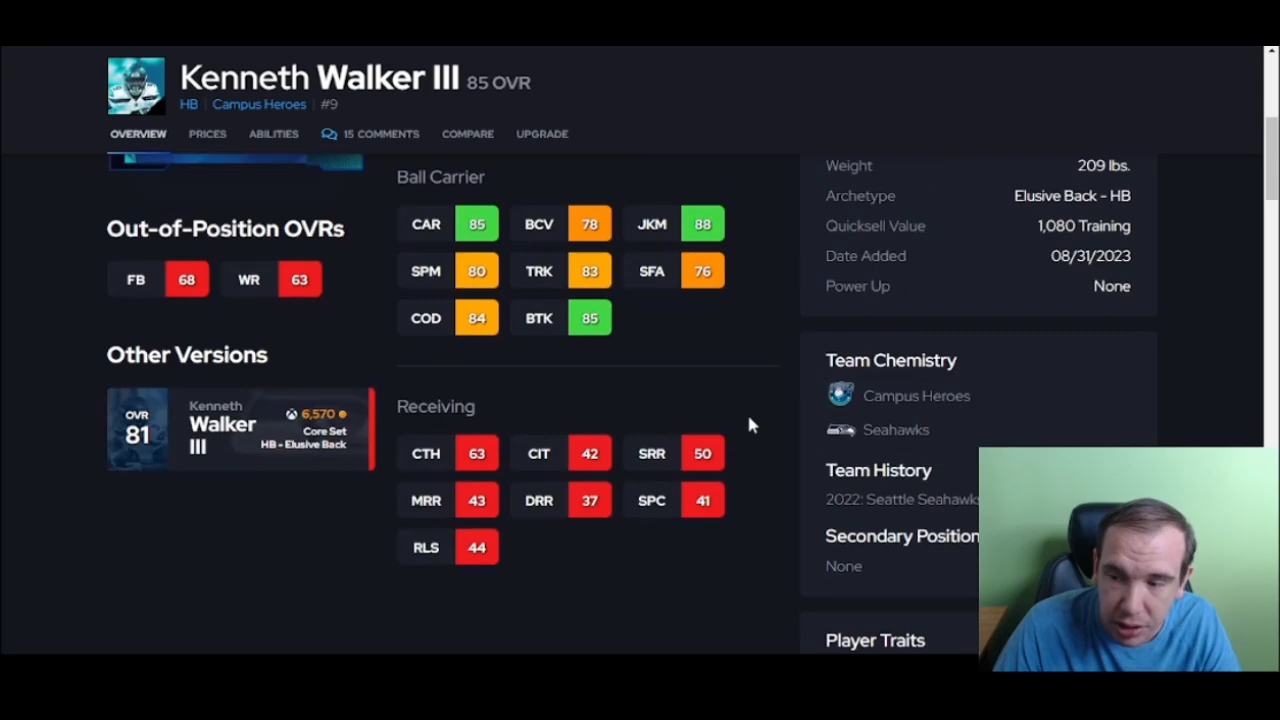 Kenneth Walker III 85 OVR
HB | Campus Heroes | #9
OVERVIEW PRICES ABILITIES 15 COMMENTS COMPARE UPGRADE
Out-of-Position OVRs
FB 68 WR 63
Other Versions
OVR
81
Kenneth
Walker
III
6,570
Core Set
HB - Elusive Back
Ball Carrier
CAR 85 BCV 78 JKM 88
SPM 80 TRK 83 SFA 76
COD 84 BTK 85
Receiving
CTH 63 CIT 42 SRR 50
MRR 43 DRR 37 SPC 41
RLS 44
Weight 209 lbs.
Archetype Elusive Back - HB
Quicksell Value 1,080 Training
Date Added 08/31/2023
Power Up None
Team Chemistry
Campus Heroes
Seahawks
Team History
2022: Seattle Seahawks
Secondary Position
None
Player Traits